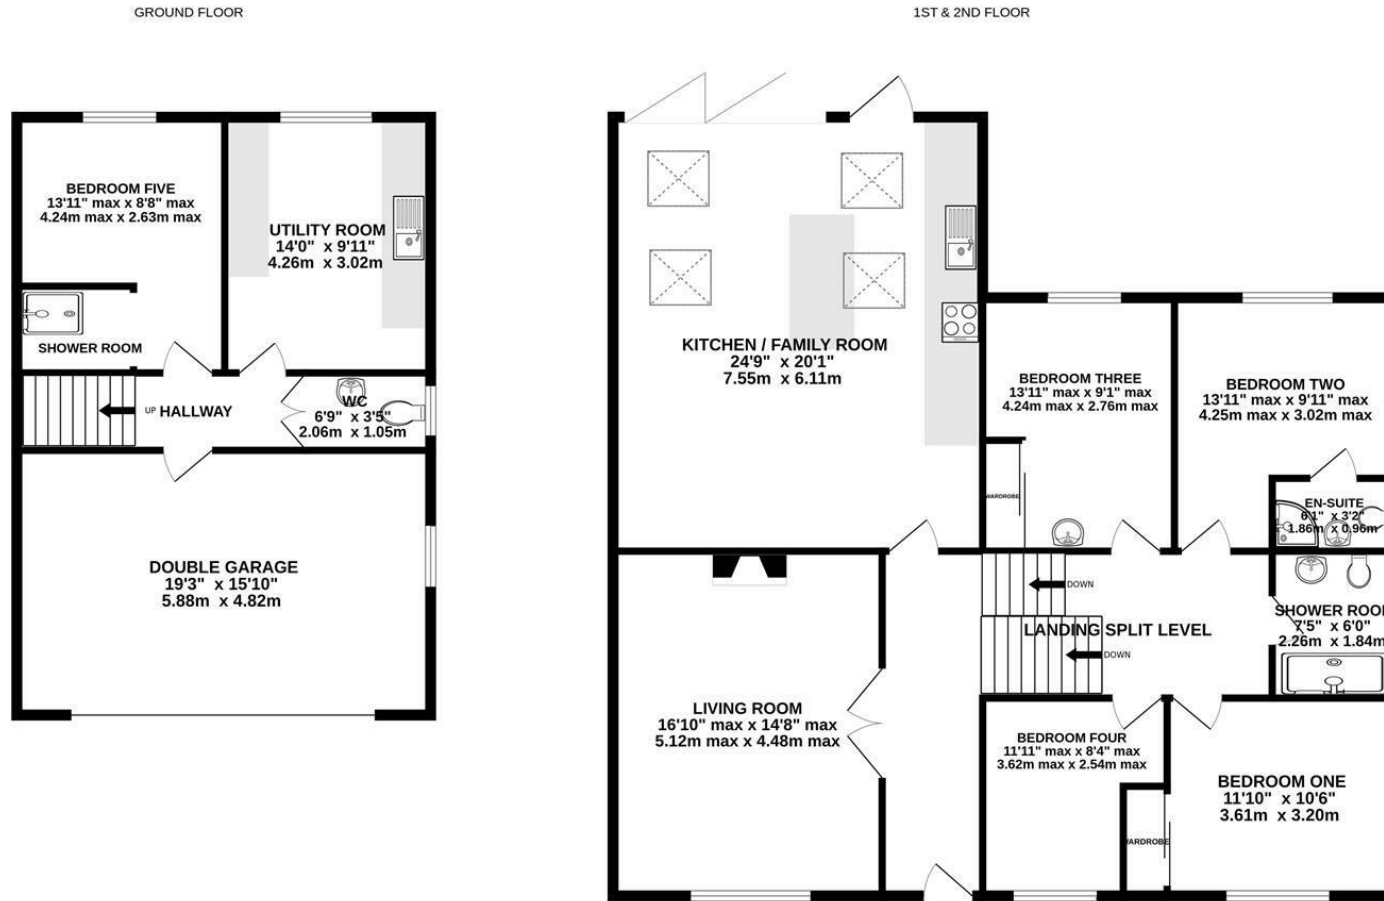 GROUND FLOOR
1ST & 2ND FLOOR
BEDROOM FIVE
13'11" max x 8'8" max
4.24m max x 2.63m max
UTILITY ROOM
14'0" x 9'11"
4.26m x 3.02m
SHOWER ROOM
UP
HALLWAY
WC
6'9" x 3'5"
2.06m x 1.05m
DOUBLE GARAGE
19'3" x 15'10"
5.88m x 4.82m
KITCHEN / FAMILY ROOM
24'9" x 20'1"
7.55m x 6.11m
BEDROOM THREE
13'11" max x 9'1" max
4.24m max x 2.76m max
WARDROBE
BEDROOM TWO
13'11" max x 9'11" max
4.25m max x 3.02m max
EN-SUITE
6'1" x 3'2"
1.86m x 0.96m
DOWN
LANDING SPLIT LEVEL
DOWN
SHOWER ROOM
7'5" x 6'0"
2.26m x 1.84m
LIVING ROOM
16'10" max x 14'8" max
5.12m max x 4.48m max
BEDROOM FOUR
11'11" max x 8'4" max
3.62m max x 2.54m max
WARDROBE
BEDROOM ONE
11'10" x 10'6"
3.61m x 3.20m